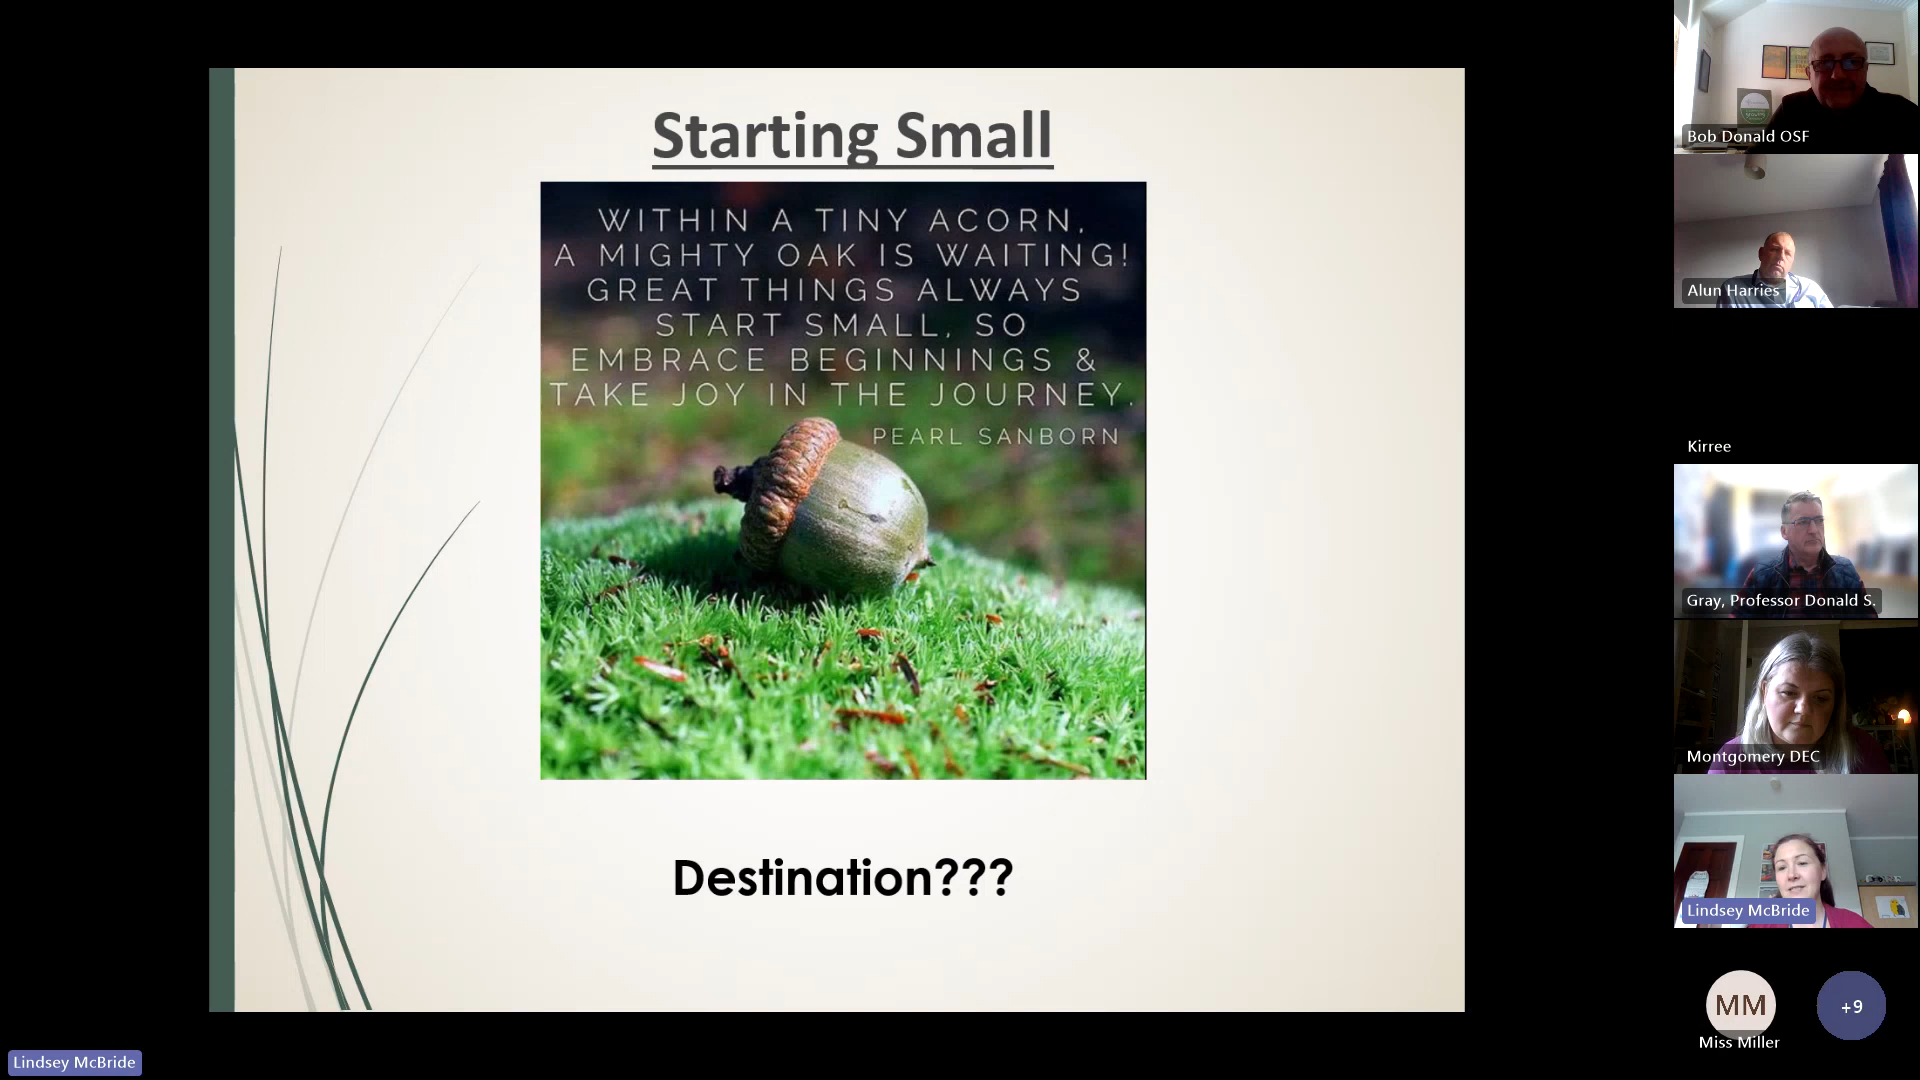 Starting Small
WITHIN A TINY ACORN,
A MIGHTY OAK IS WAITING!
GREAT THINGS ALWAYS
START SMALL, SO
EMBRACE BEGINNINGS &
TAKE JOY IN THE JOURNEY.
PEARL SANBORN
Destination???
Lindsey McBride
Bob Donald OSF
Alun Harries
Kirree
Gray, Professor Donald S.
Montgomery DEC
Lindsey McBride
MM
+9
Miss Miller